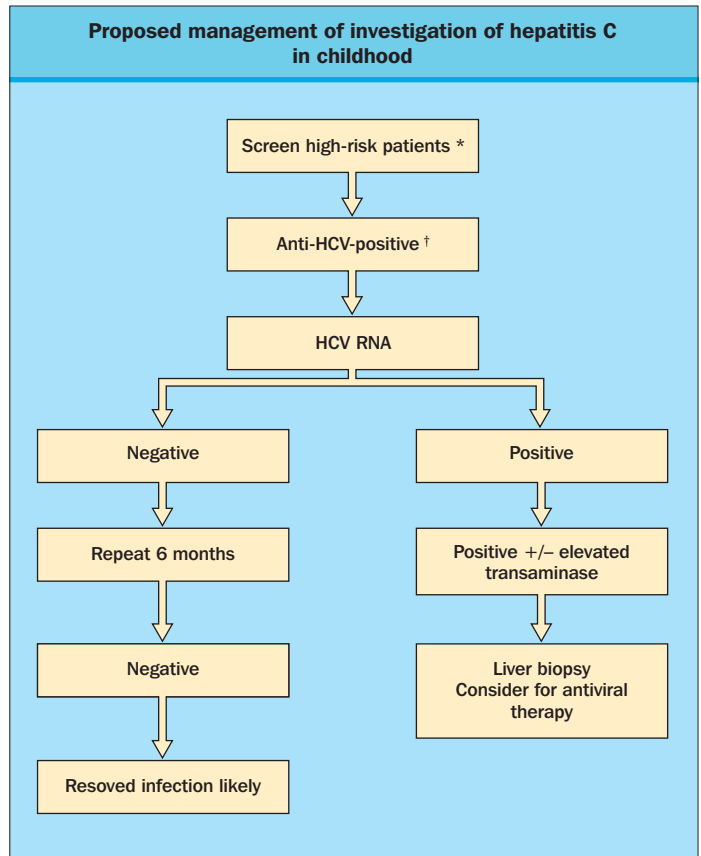 Proposed management of investigation of hepatitis C
in childhood
Screen high-risk patients *
Anti-HCV-positive †
HCV RNA
Negative
Positive
Repeat 6 months
Positive +/– elevated
transaminase
Negative
Liver biopsy
Consider for antiviral
therapy
Resoved infection likely